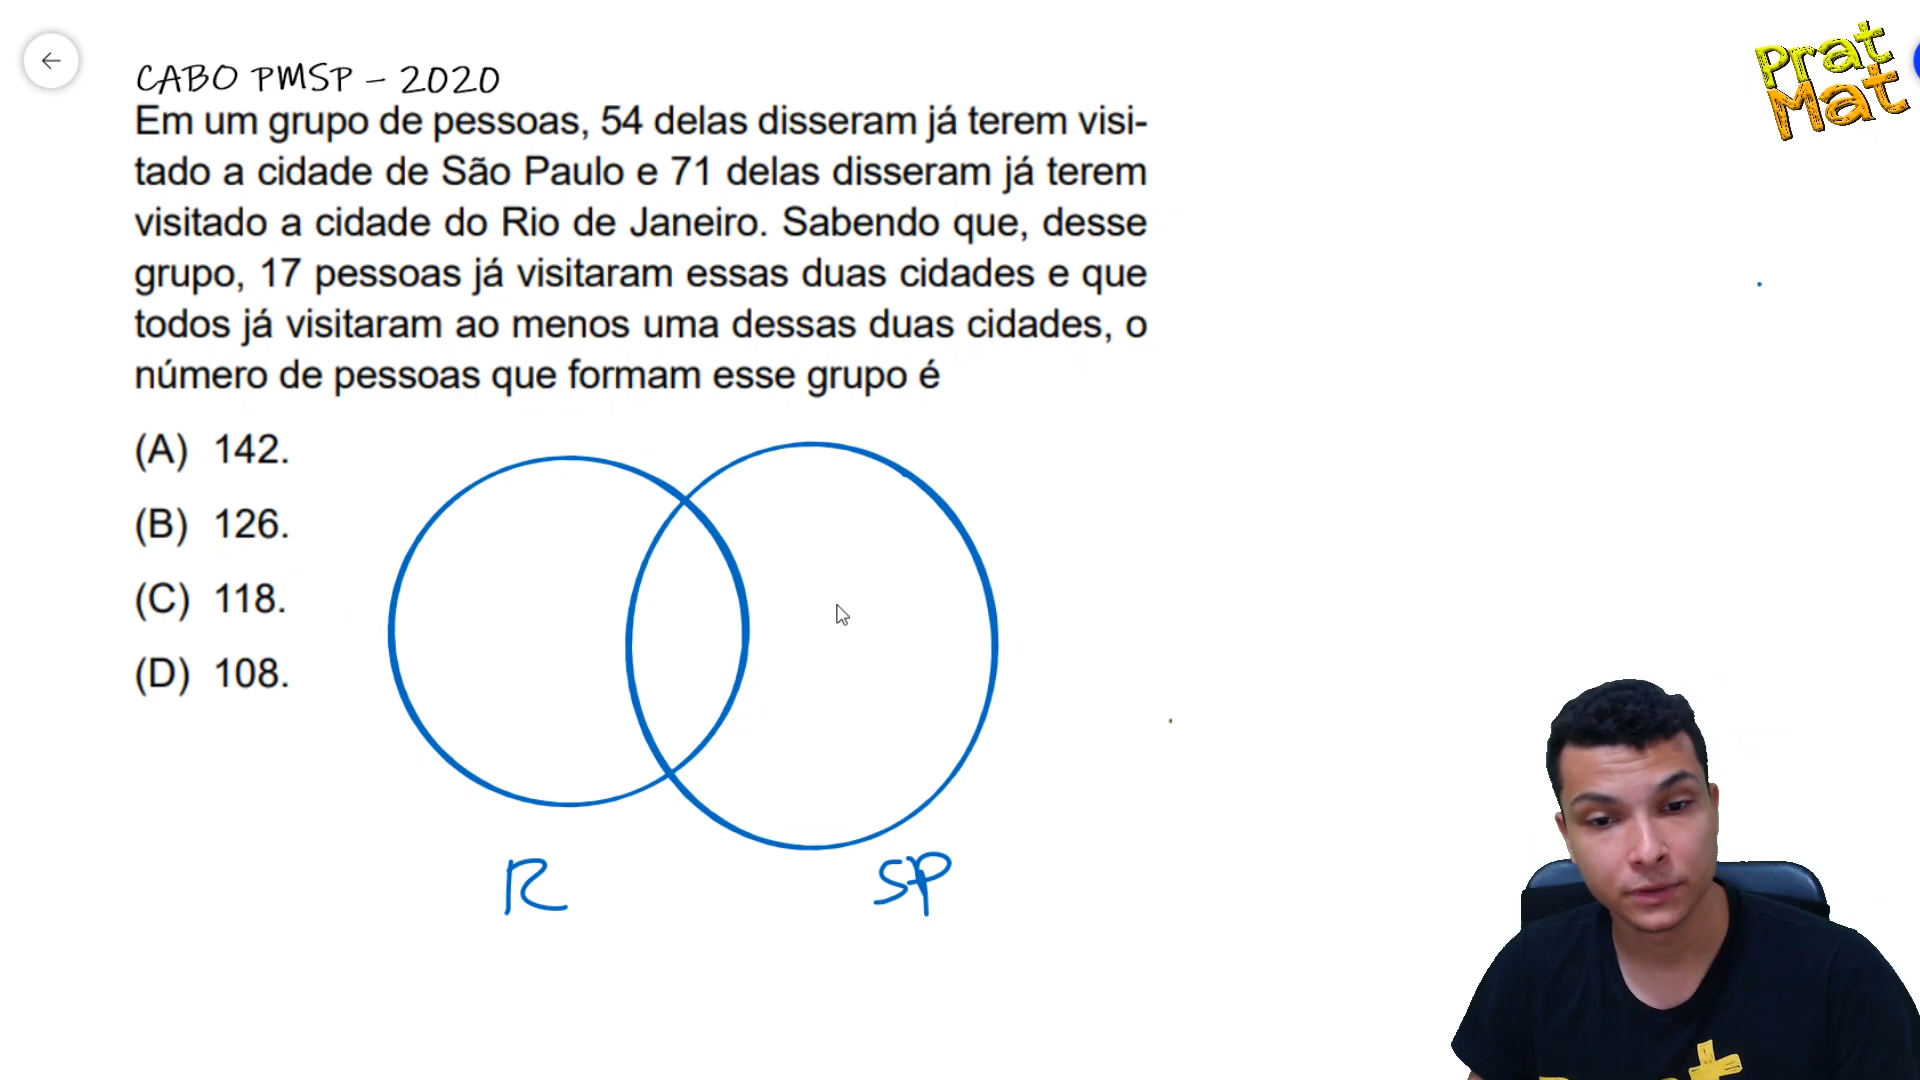 CABO PMSP - 2020
Em um grupo de pessoas, 54 delas disseram já terem visi-
tado a cidade de São Paulo e 71 delas disseram já terem
visitado a cidade do Rio de Janeiro. Sabendo que, desse
grupo, 17 pessoas já visitaram essas duas cidades e que
todos já visitaram ao menos uma dessas duas cidades, o
número de pessoas que formam esse grupo é
(A) 142.
(B) 126.
(C) 118.
(D) 108.
R
SP
Prat
Mat